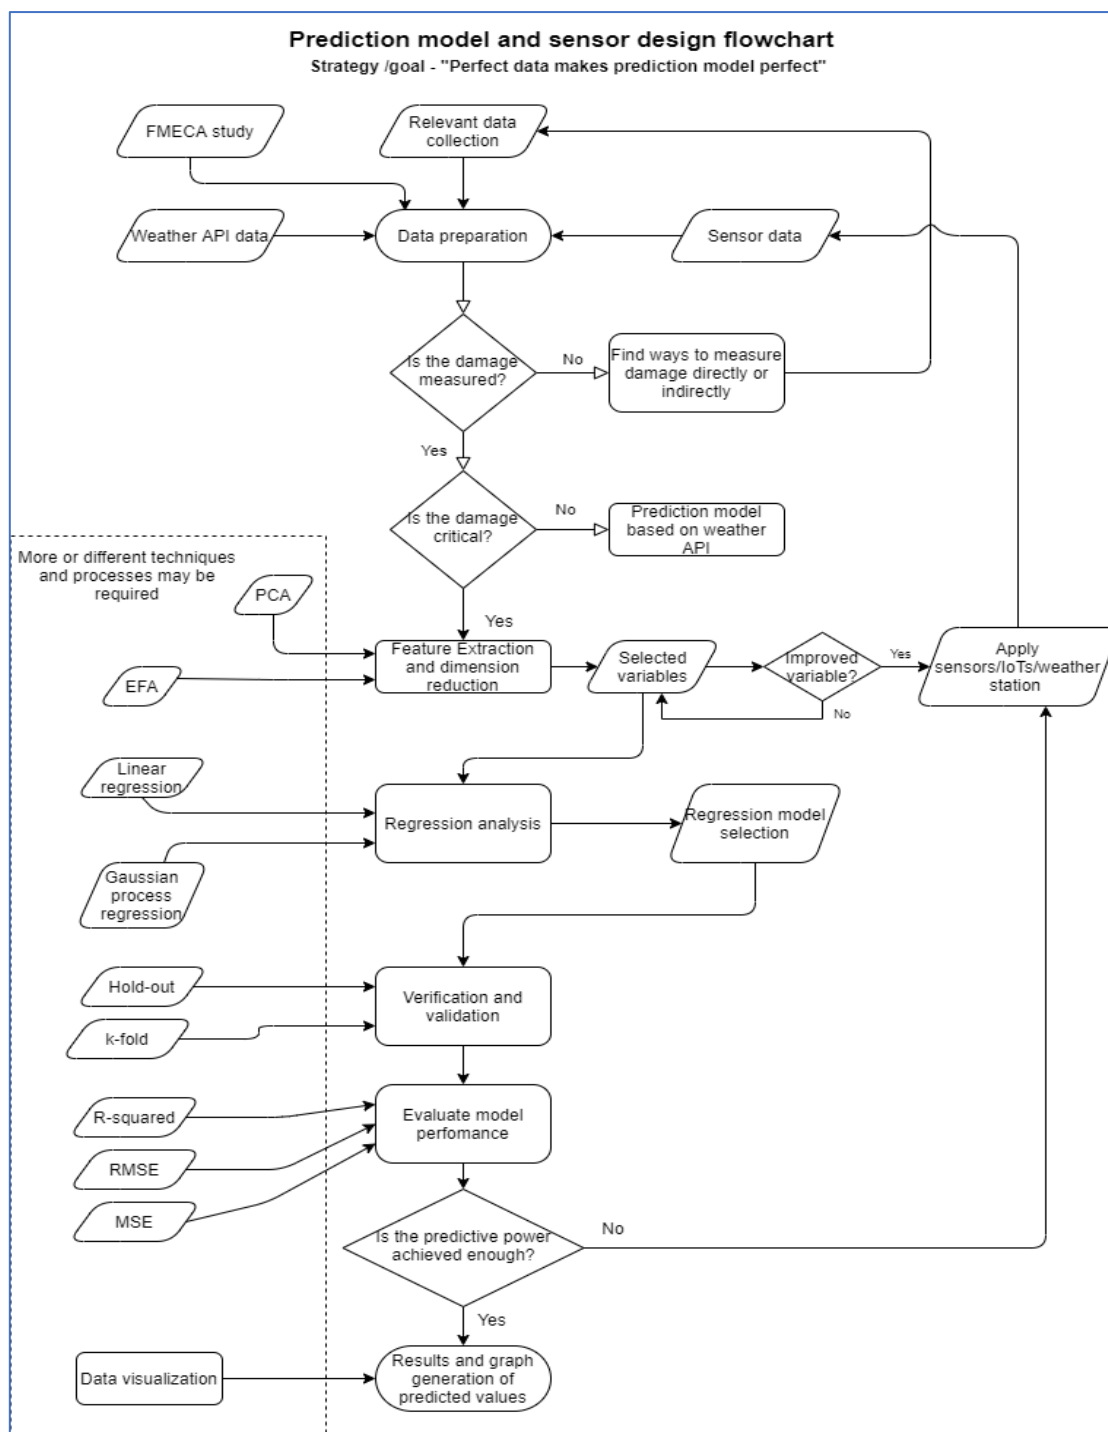 Prediction model and sensor design flowchart
Strategy /goal - "Perfect data makes prediction model perfect"
FMECA study
Relevant data
collection
Weather API data
Data preparation
Sensor data
Is the damage
measured?
No
Find ways to measure
damage directly or
indirectly
Yes
Is the damage
critical?
No
Prediction model
based on weather
API
More or different techniques
and processes may be
required
PCA
Yes
Feature Extraction
and dimension
reduction
Selected
variables
Improved
variable?
Yes
No
Apply
sensors/IoTs/weather
station
EFA
Linear
regression
Regression analysis
Regression model
selection
Gaussian
process
regression
Hold-out
Verification and
validation
k-fold
R-squared
Evaluate model
perfomance
RMSE
MSE
Is the predictive power
achieved enough?
No
Yes
Data visualization
Results and graph
generation of
predicted values